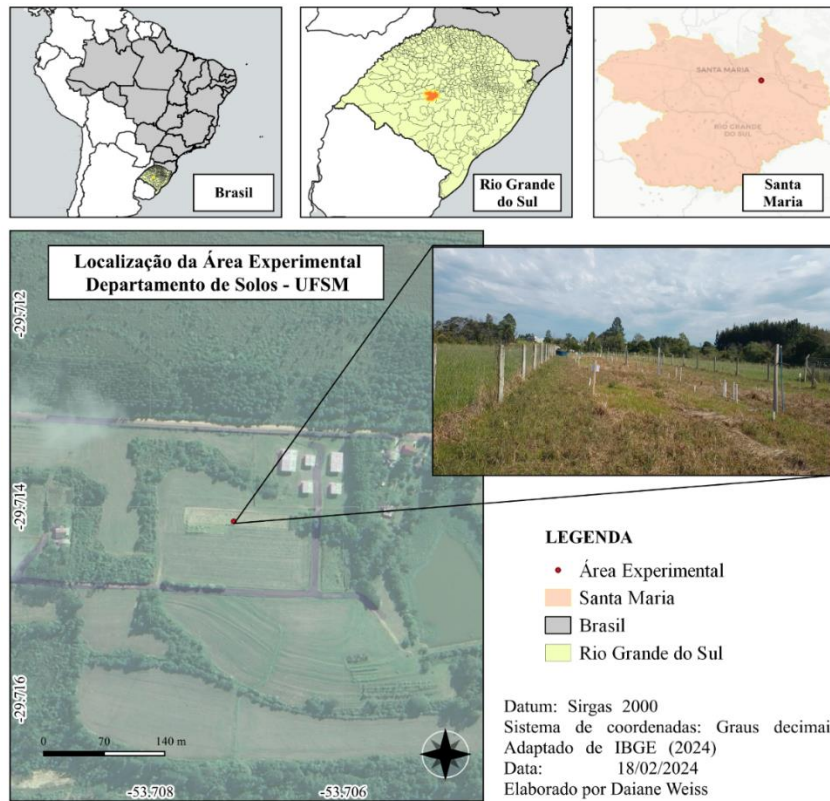 Brasil
Rio Grande
do Sul
SANTA MARIA
RIO GRANDE
DO SUL
Santa
Maria
Localização da Área Experimental
Departamento de Solos - UFSM
-29.712
-29.714
-29.716
0 70 140 m
-53.708 -53.706
LEGENDA
Área Experimental
Santa Maria
Brasil
Rio Grande do Sul
Datum: Sirgas 2000
Sistema de coordenadas: Graus decimai
Adaptado de IBGE (2024)
Data: 18/02/2024
Elaborado por Daiane Weiss